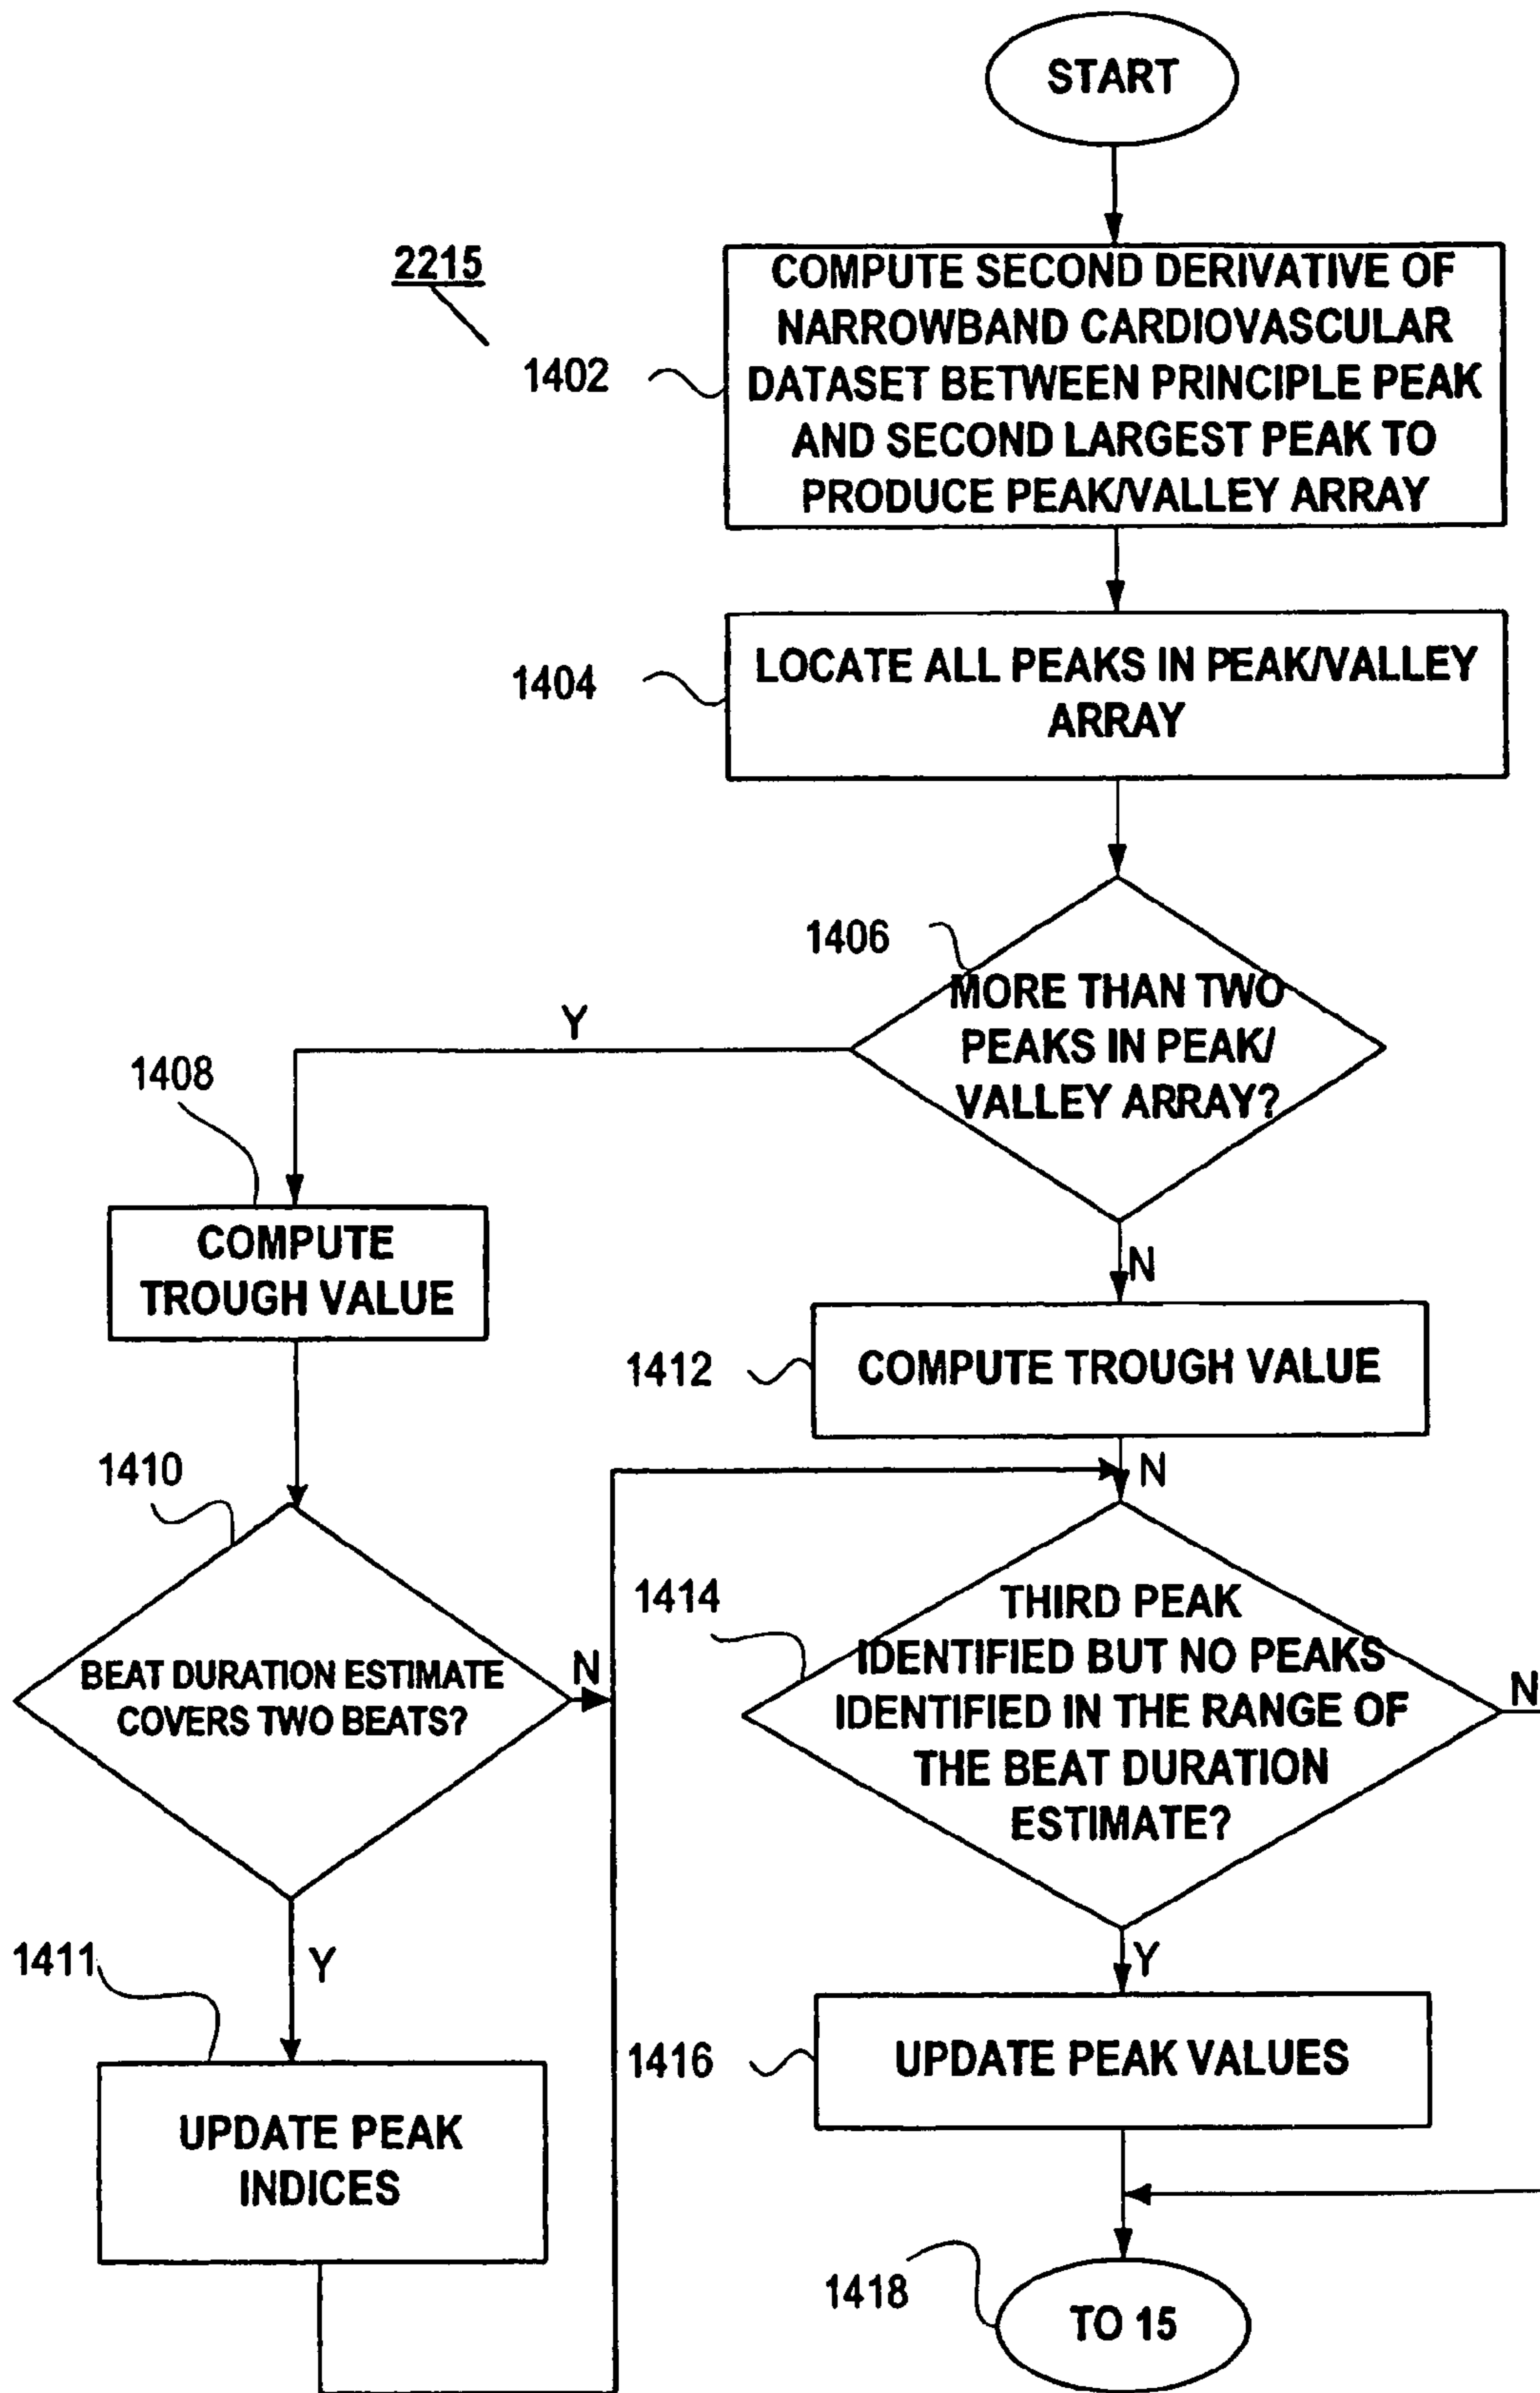 START
2215
1402
COMPUTE SECOND DERIVATIVE OF
NARROWBAND CARDIOVASCULAR
DATASET BETWEEN PRINCIPLE PEAK
AND SECOND LARGEST PEAK TO
PRODUCE PEAK/VALLEY ARRAY
1404
LOCATE ALL PEAKS IN PEAK/VALLEY
ARRAY
1406
MORE THAN TWO
PEAKS IN PEAK/
VALLEY ARRAY?
Y
N
1408
COMPUTE
TROUGH VALUE
1412
COMPUTE TROUGH VALUE
N
1410
BEAT DURATION ESTIMATE
COVERS TWO BEATS?
N
Y
1414
THIRD PEAK
IDENTIFIED BUT NO PEAKS
IDENTIFIED IN THE RANGE OF
THE BEAT DURATION
ESTIMATE?
N
Y
1411
UPDATE PEAK
INDICES
1416
UPDATE PEAK VALUES
1418
TO 15